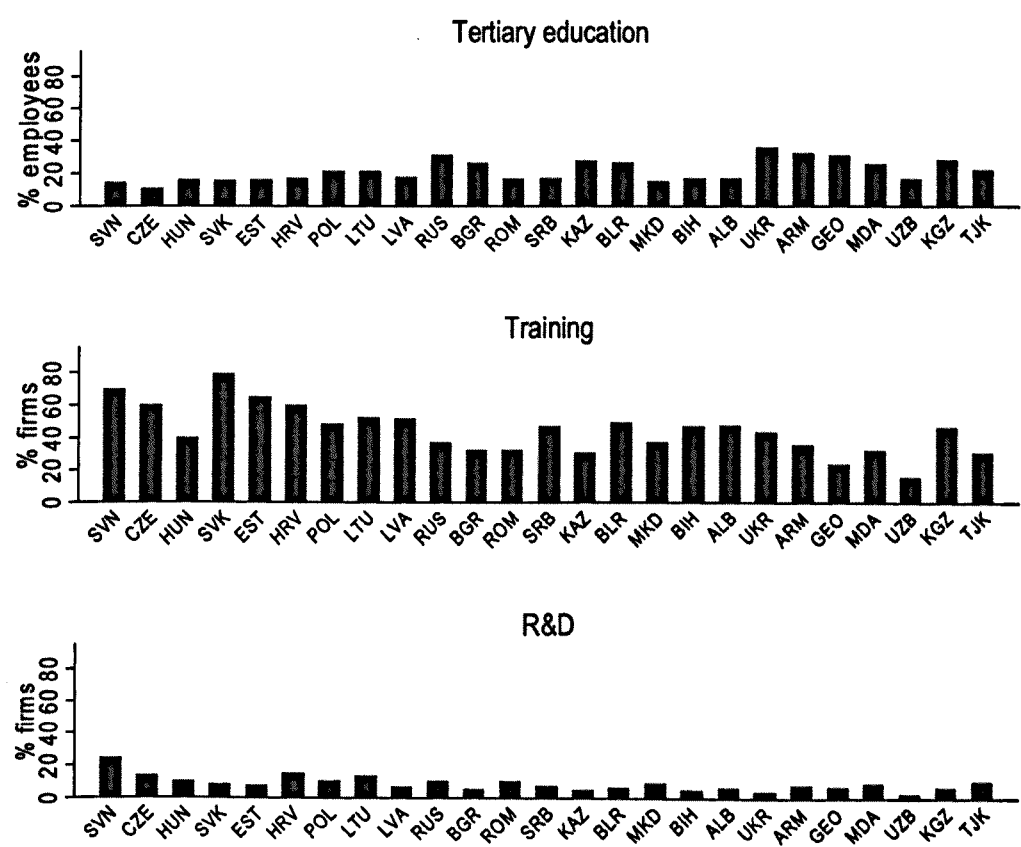 Tertiary education
% employees
80
60
40
20
0
SVN CZE HUN SVK EST HRV POL LTU LVA RUS BGR ROM SRB KAZ BLR MKD BIH ALB UKR ARM GEO MDA UZB KGZ TJK
Training
% firms
80
60
40
20
0
SVN CZE HUN SVK EST HRV POL LTU LVA RUS BGR ROM SRB KAZ BLR MKD BIH ALB UKR ARM GEO MDA UZB KGZ TJK
R&D
% firms
80
60
40
20
0
SVN CZE HUN SVK EST HRV POL LTU LVA RUS BGR ROM SRB KAZ BLR MKD BIH ALB UKR ARM GEO MDA UZB KGZ TJK